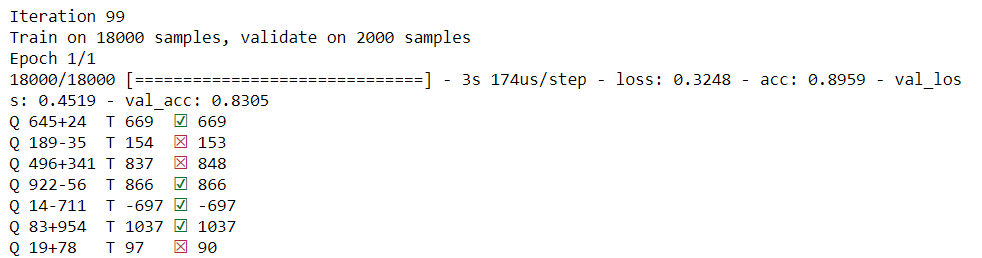 Iteration 99
Train on 18000 samples, validate on 2000 samples
Epoch 1/1
18000/18000 [==============================] - 3s 174us/step - loss: 0.3248 - acc: 0.8959 - val_los
s: 0.4519 - val_acc: 0.8305
Q 645+24  T 669  ☑ 669
Q 189-35  T 154  ☒ 153
Q 496+341 T 837  ☒ 848
Q 922-56  T 866  ☑ 866
Q 14-711  T -697 ☑ -697
Q 83+954  T 1037 ☑ 1037
Q 19+78   T 97   ☒ 90